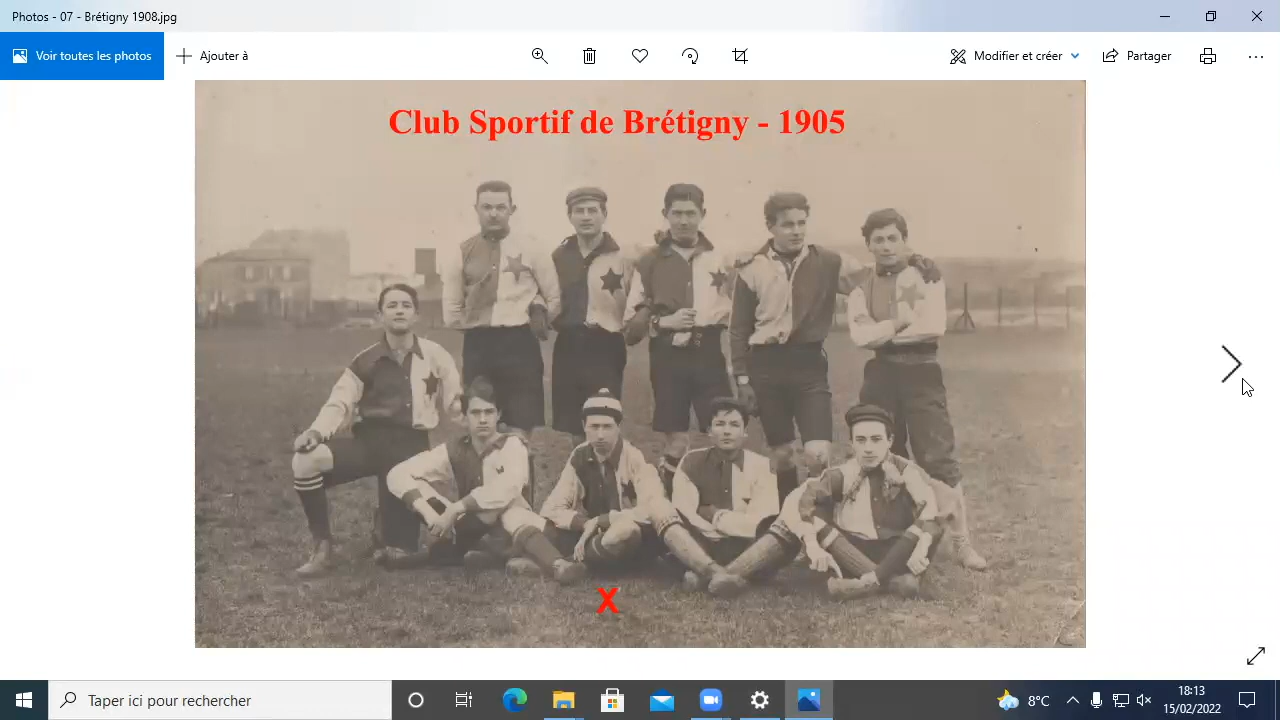 Photos - 07 - Brétigny 1908.jpg
Voir toutes les photos
Ajouter à
Modifier et créer
Partager
Club Sportif de Brétigny - 1905
X
Taper ici pour rechercher
8°C
18:13
15/02/2022